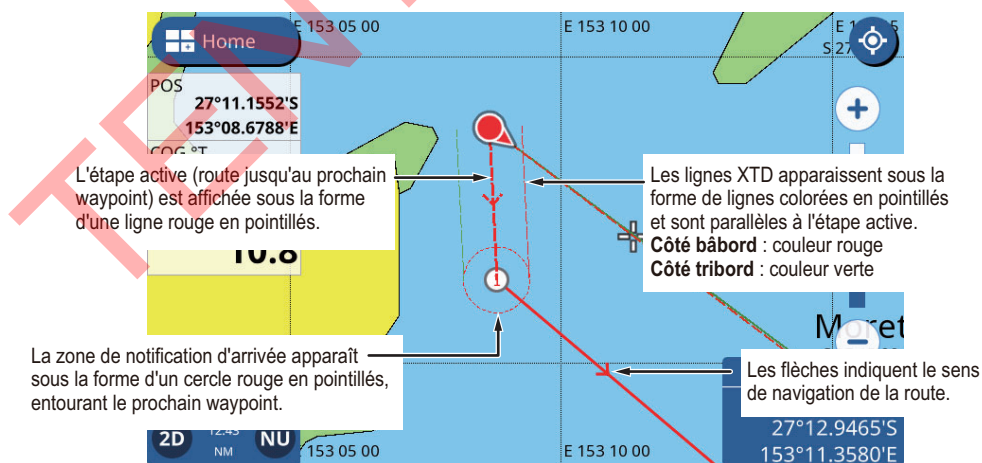 Home
E 153 05 00
E 153 10 00
POS
27°11.1552'S
153°08.6788'E
COG °T
L'étape active (route jusqu'au prochain
waypoint) est affichée sous la forme
d'une ligne rouge en pointillés.
10.8
Les lignes XTD apparaissent sous la
forme de lignes colorées en pointillés
et sont parallèles à l'étape active.
Côté bâbord : couleur rouge
Côté tribord : couleur verte
1
La zone de notification d'arrivée apparaît
sous la forme d'un cercle rouge en pointillés,
entourant le prochain waypoint.
Les flèches indiquent le sens
de navigation de la route.
2D
12.43
NM
NU
153 05 00
E 153 10 00
27°12.9465'S
153°11.3580'E